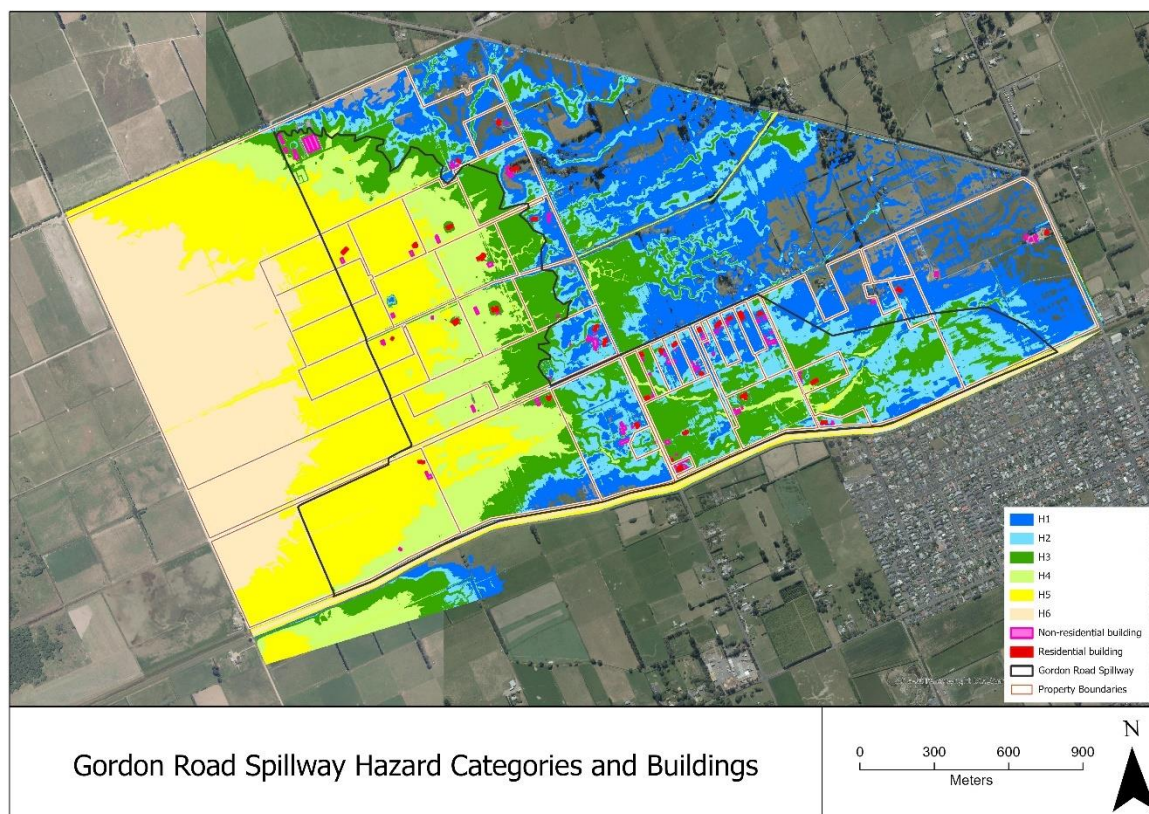 H1
H2
H3
H4
H5
H6
Non-residential building
Residential building
Gordon Road Spillway
Property Boundaries
Gordon Road Spillway Hazard Categories and Buildings
0 300 600 900
Meters
N